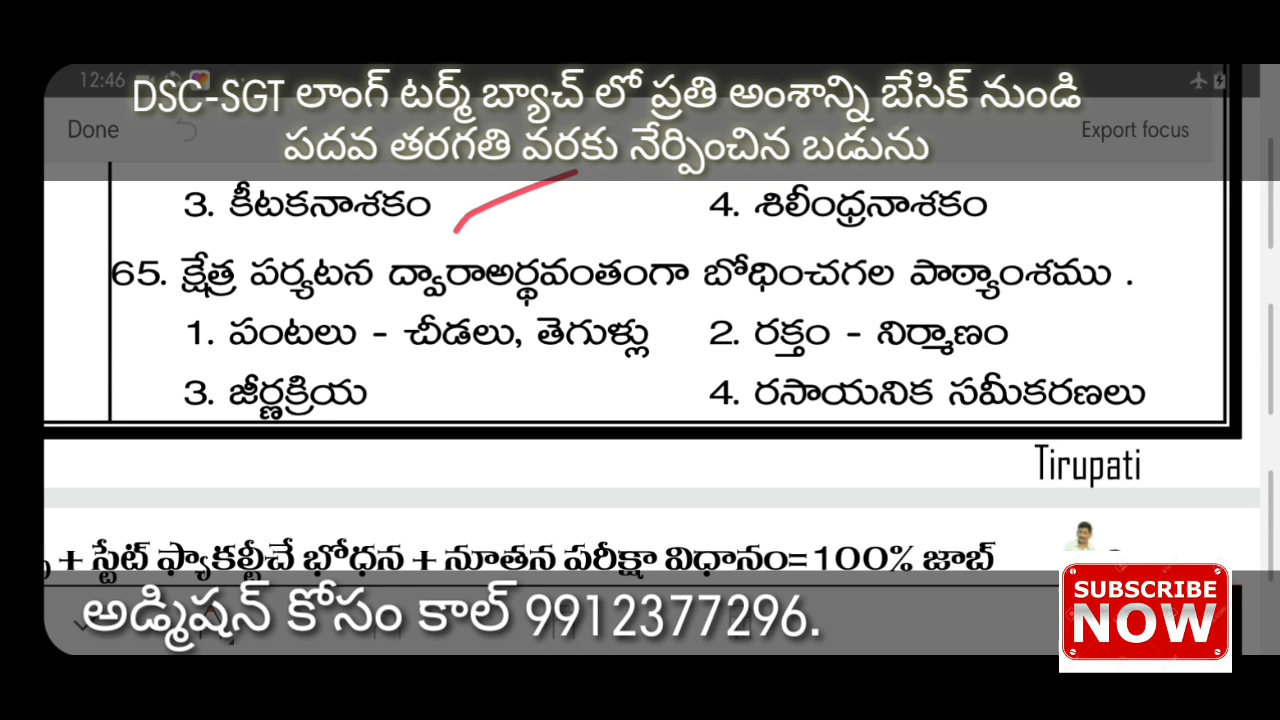 12:46
DSC-SGT లాంగ్ టర్మ్ బ్యాచ్ లో ప్రతి అంశాన్ని బేసిక్ నుండి
Done
Export focus
పదవ తరగతి వరకు నేర్పించిన బడును
3. కీటకనాశకం 4. శిలీంధ్రనాశకం
65. క్షేత్ర పర్యటన ద్వారాఅర్థవంతంగా బోధించగల పాఠ్యాంశము .
1. పంటలు - చీడలు, తెగుళ్లు 2. రక్తం - నిర్మాణం
3. జీర్ణక్రియ 4. రసాయనిక సమీకరణలు
Tirupati
+ స్టేట్ ఫ్యాకల్టీచే భోధన + నూతన పరీక్షా విధానం=100% జాబ్
అడ్మిషన్ కోసం కాల్ 9912377296.
SUBSCRIBE
NOW